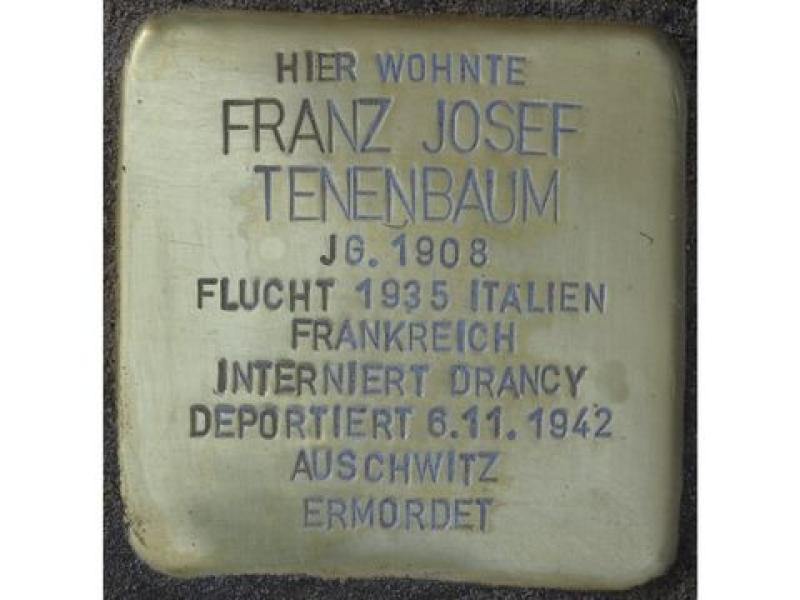 HIER WOHNTE
FRANZ JOSEF
TENENBAUM
JG. 1908
FLUCHT 1935 ITALIEN
FRANKREICH
INTERNIERT DRANCY
DEPORTIERT 6.11.1942
AUSCHWITZ
ERMORDET